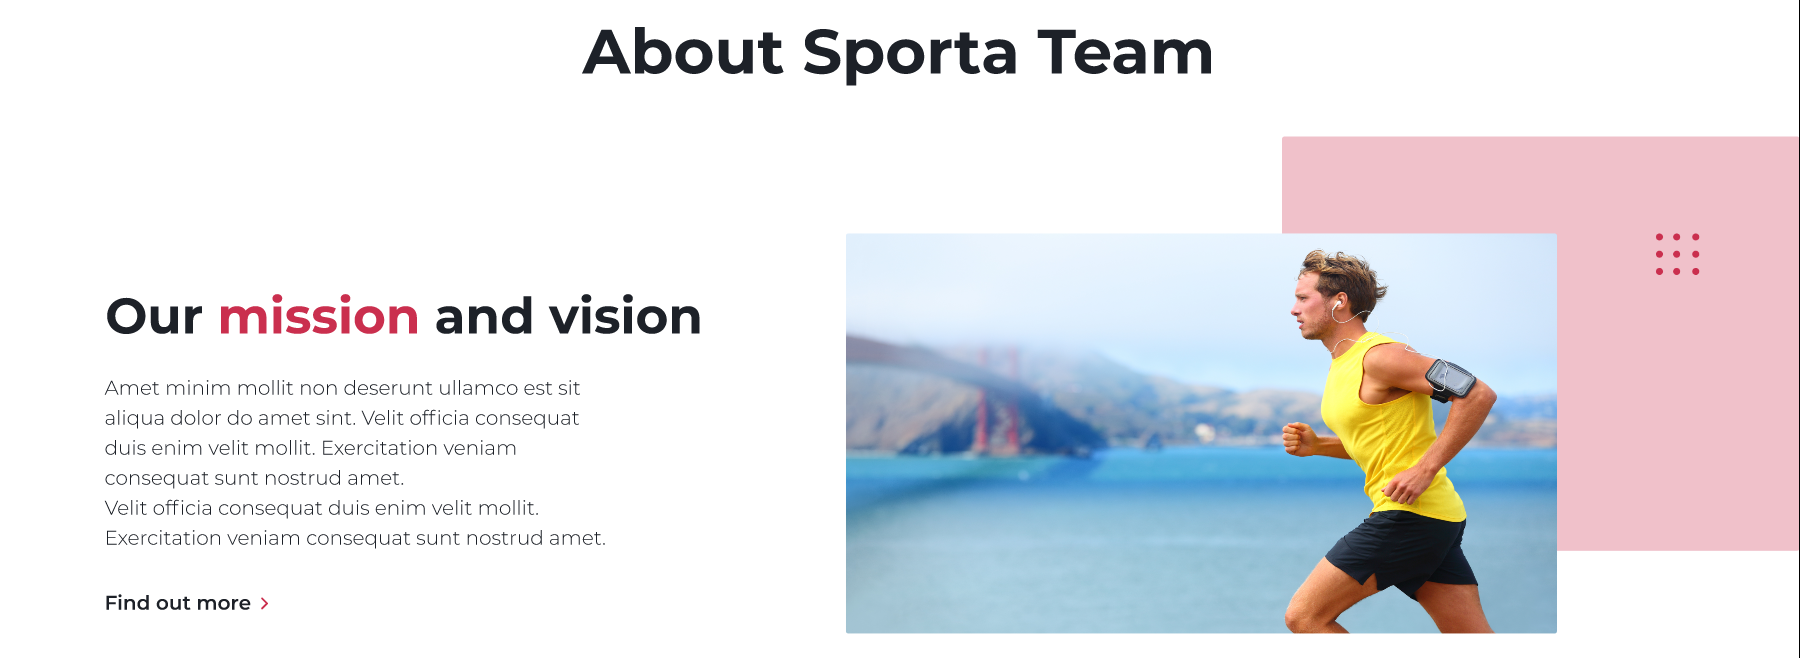 About Sporta Team
Our mission and vision
Amet minim mollit non deserunt ullamco est sit
aliqua dolor do amet sint. Velit officia consequat
duis enim velit mollit. Exercitation veniam
consequat sunt nostrud amet.
Velit officia consequat duis enim velit mollit.
Exercitation veniam consequat sunt nostrud amet.
Find out more